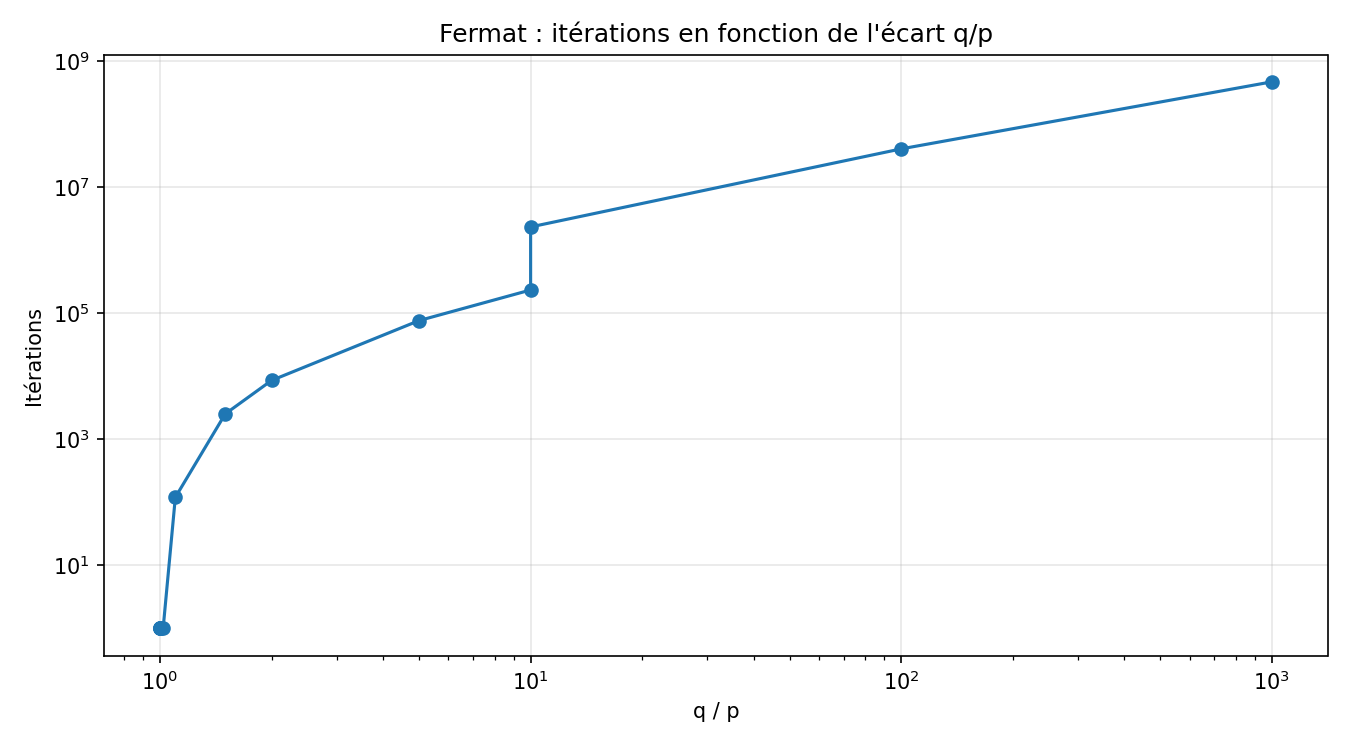 Fermat : itérations en fonction de l'écart q/p
10⁹
10⁷
10⁵
10³
10¹
Itérations
10⁰ 10¹ 10² 10³
q / p